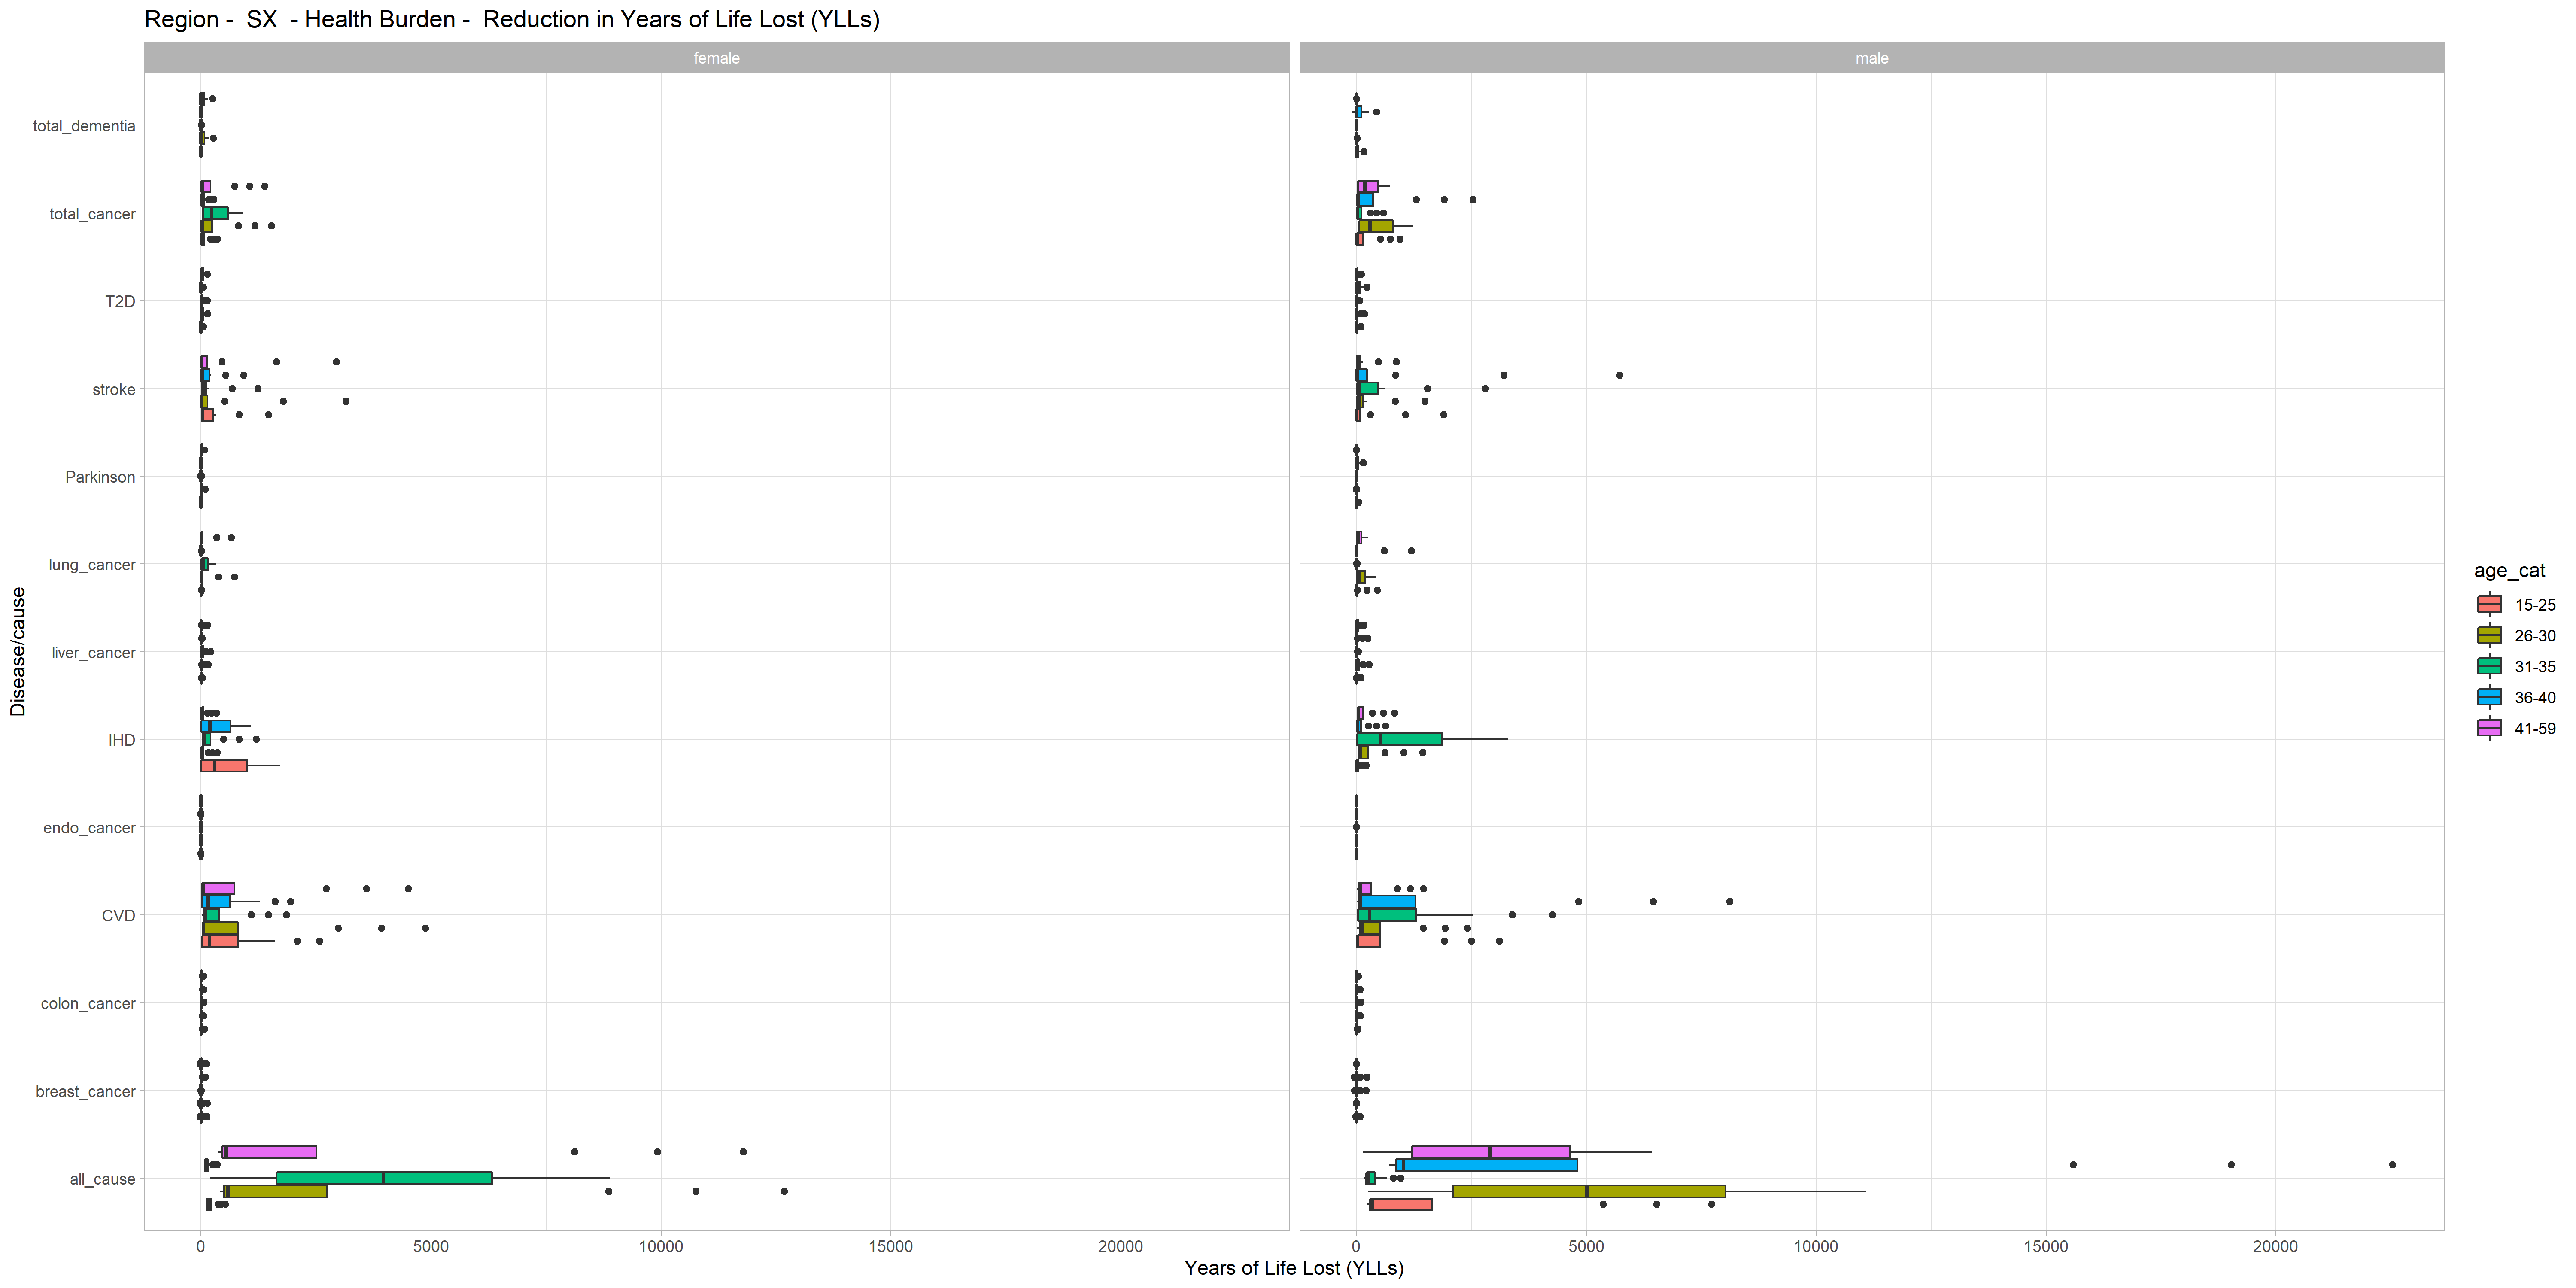 Region -  SX  - Health Burden -  Reduction in Years of Life Lost (YLLs)
female
male
Disease/cause
total_dementia
total_cancer
T2D
stroke
Parkinson
lung_cancer
liver_cancer
IHD
endo_cancer
CVD
colon_cancer
breast_cancer
all_cause
0
5000
10000
15000
20000
0
5000
10000
15000
20000
Years of Life Lost (YLLs)
age_cat
15-25
26-30
31-35
36-40
41-59